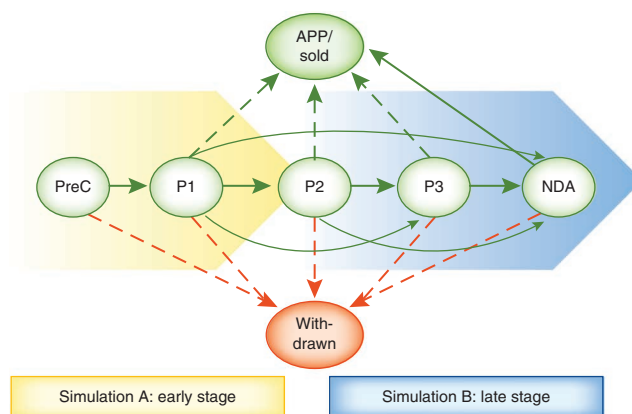 APP/
sold
PreC
P1
P2
P3
NDA
With-
drawn
Simulation A: early stage
Simulation B: late stage